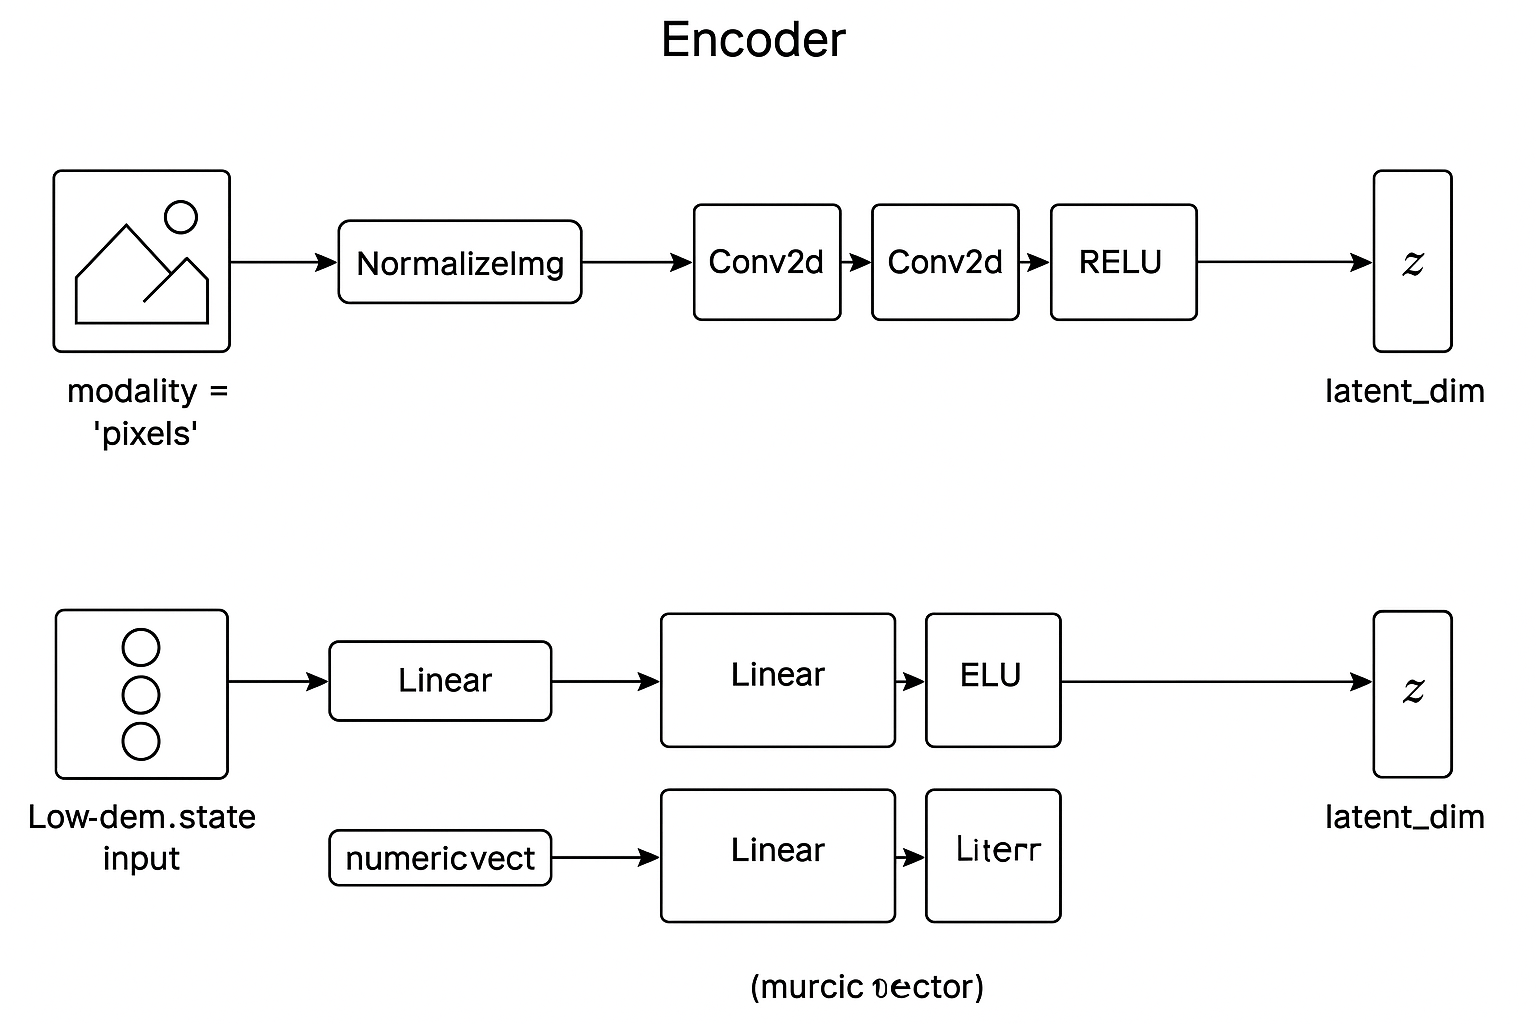 Encoder
NormalizeImg
Conv2d
Conv2d
RELU
z
modality =
'pixels'
latent_dim
Linear
Linear
ELU
z
Low-dem.state
input
latent_dim
numericvect
Linear
Literr
(murcic